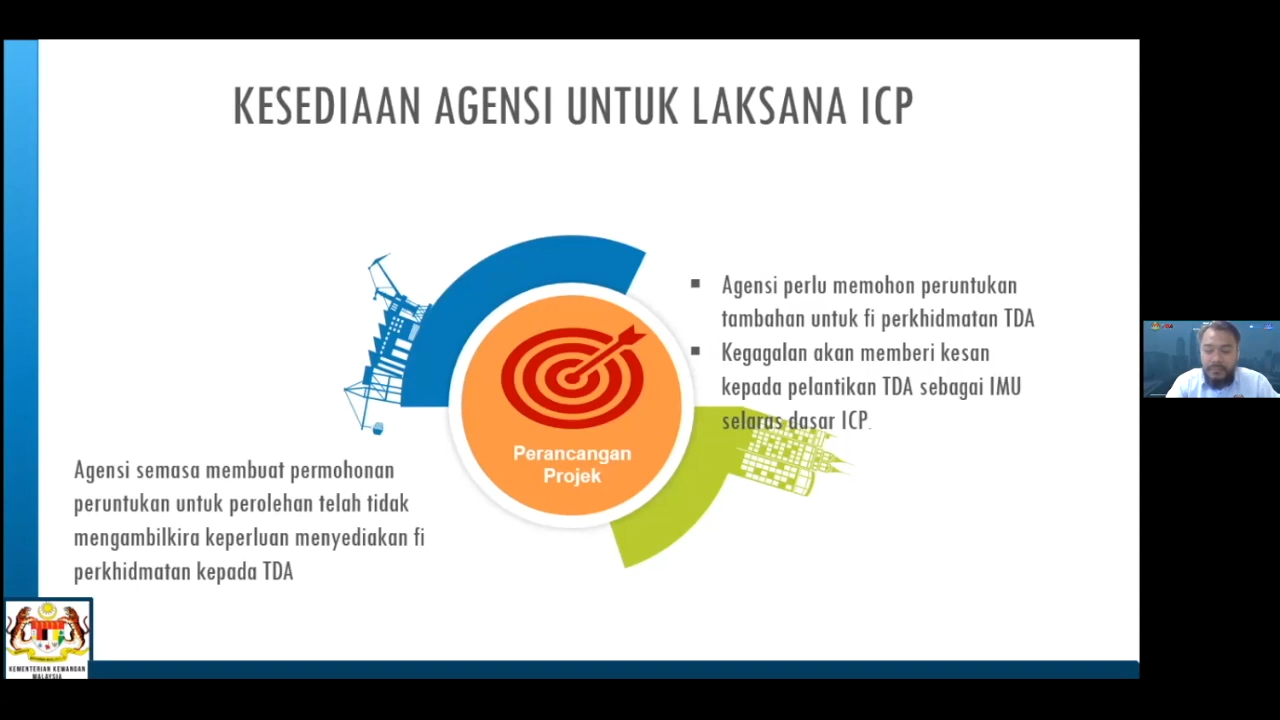 KESEDIAAN AGENSI UNTUK LAKSANA ICP
Agensi perlu memohon peruntukan
tambahan untuk fi perkhidmatan TDA
Kegagalan akan memberi kesan
kepada pelantikan TDA sebagai IMU
selaras dasar ICP.
Perancangan
Projek
Agensi semasa membuat permohonan
peruntukan untuk perolehan telah tidak
mengambilkira keperluan menyediakan fi
perkhidmatan kepada TDA
KEMENTERIAN KEWANGAN
MALAYSIA